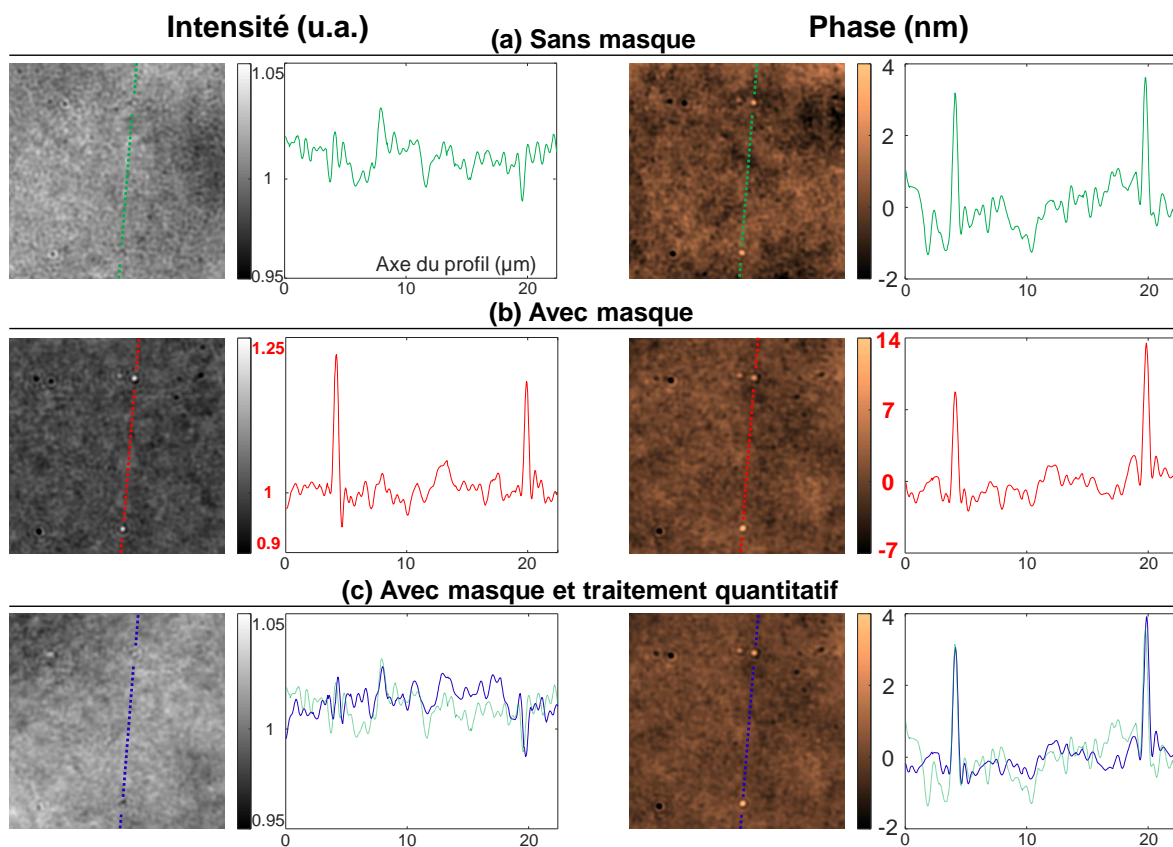 Intensité (u.a.) Phase (nm)
(a) Sans masque
1.05
1
0.95
Axe du profil (µm)
0 10 20
4
2
0
-2
0 10 20
(b) Avec masque
1.25
1
0.9
0 10 20
14
7
0
-7
0 10 20
(c) Avec masque et traitement quantitatif
1.05
1
0.95
0 10 20
4
2
0
-2
0 10 20